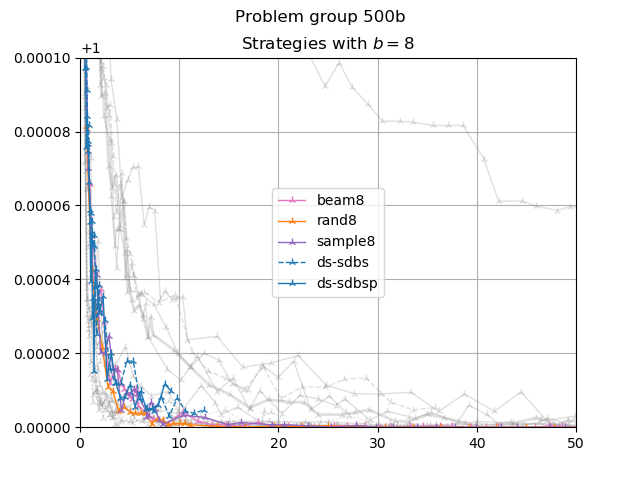 Problem group 500b
Strategies with b = 8
+1
0.00010
0.00008
0.00006
0.00004
0.00002
0.00000
beam8
rand8
sample8
ds-sdbs
ds-sdbsp
0 10 20 30 40 50